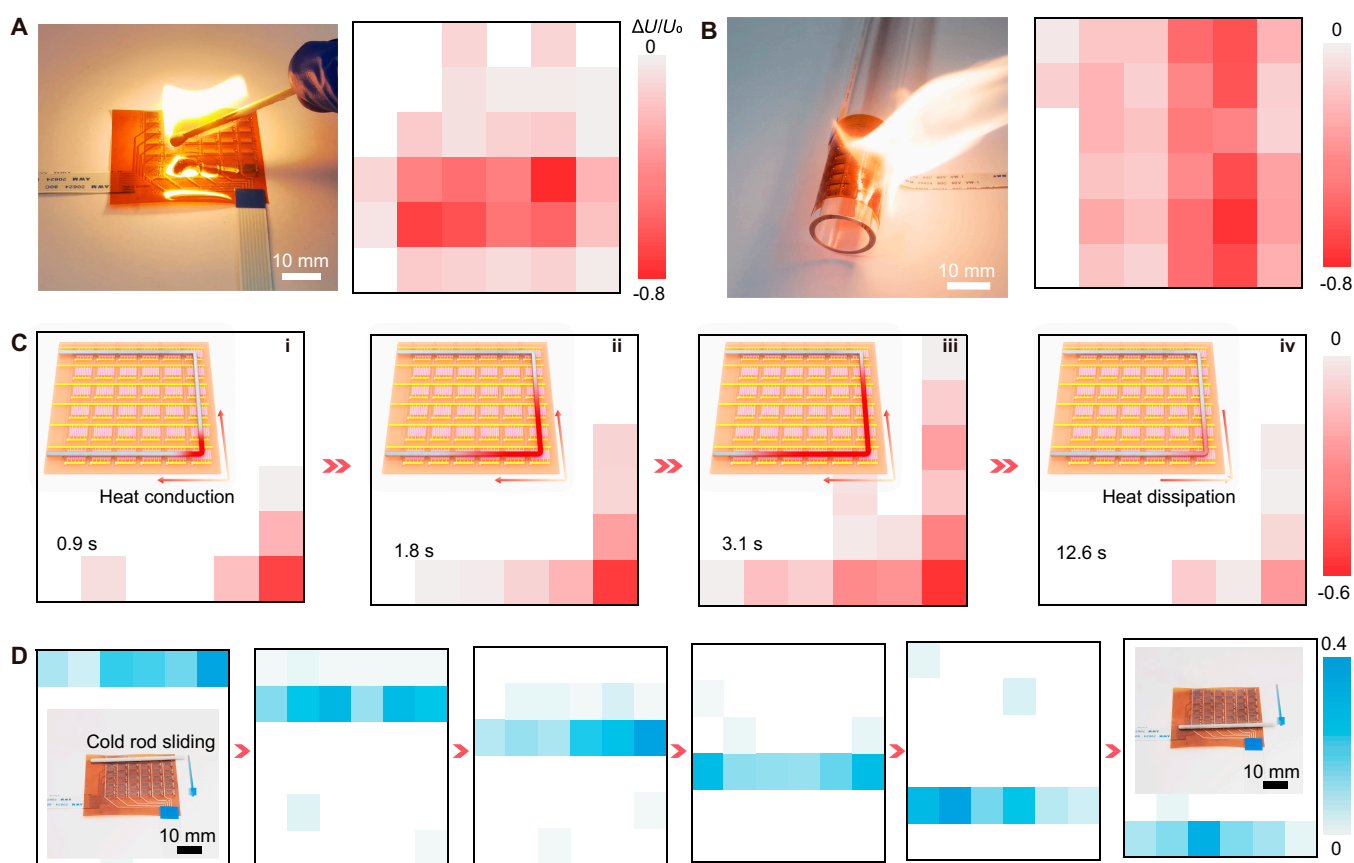 A
10 mm
ΔU/U₀
0
-0.8
B
10 mm
0
-0.8
C
i
Heat conduction
0.9 s
ii
1.8 s
iii
3.1 s
iv
Heat dissipation
12.6 s
0
-0.6
D
Cold rod sliding
10 mm
10 mm
0.4
0